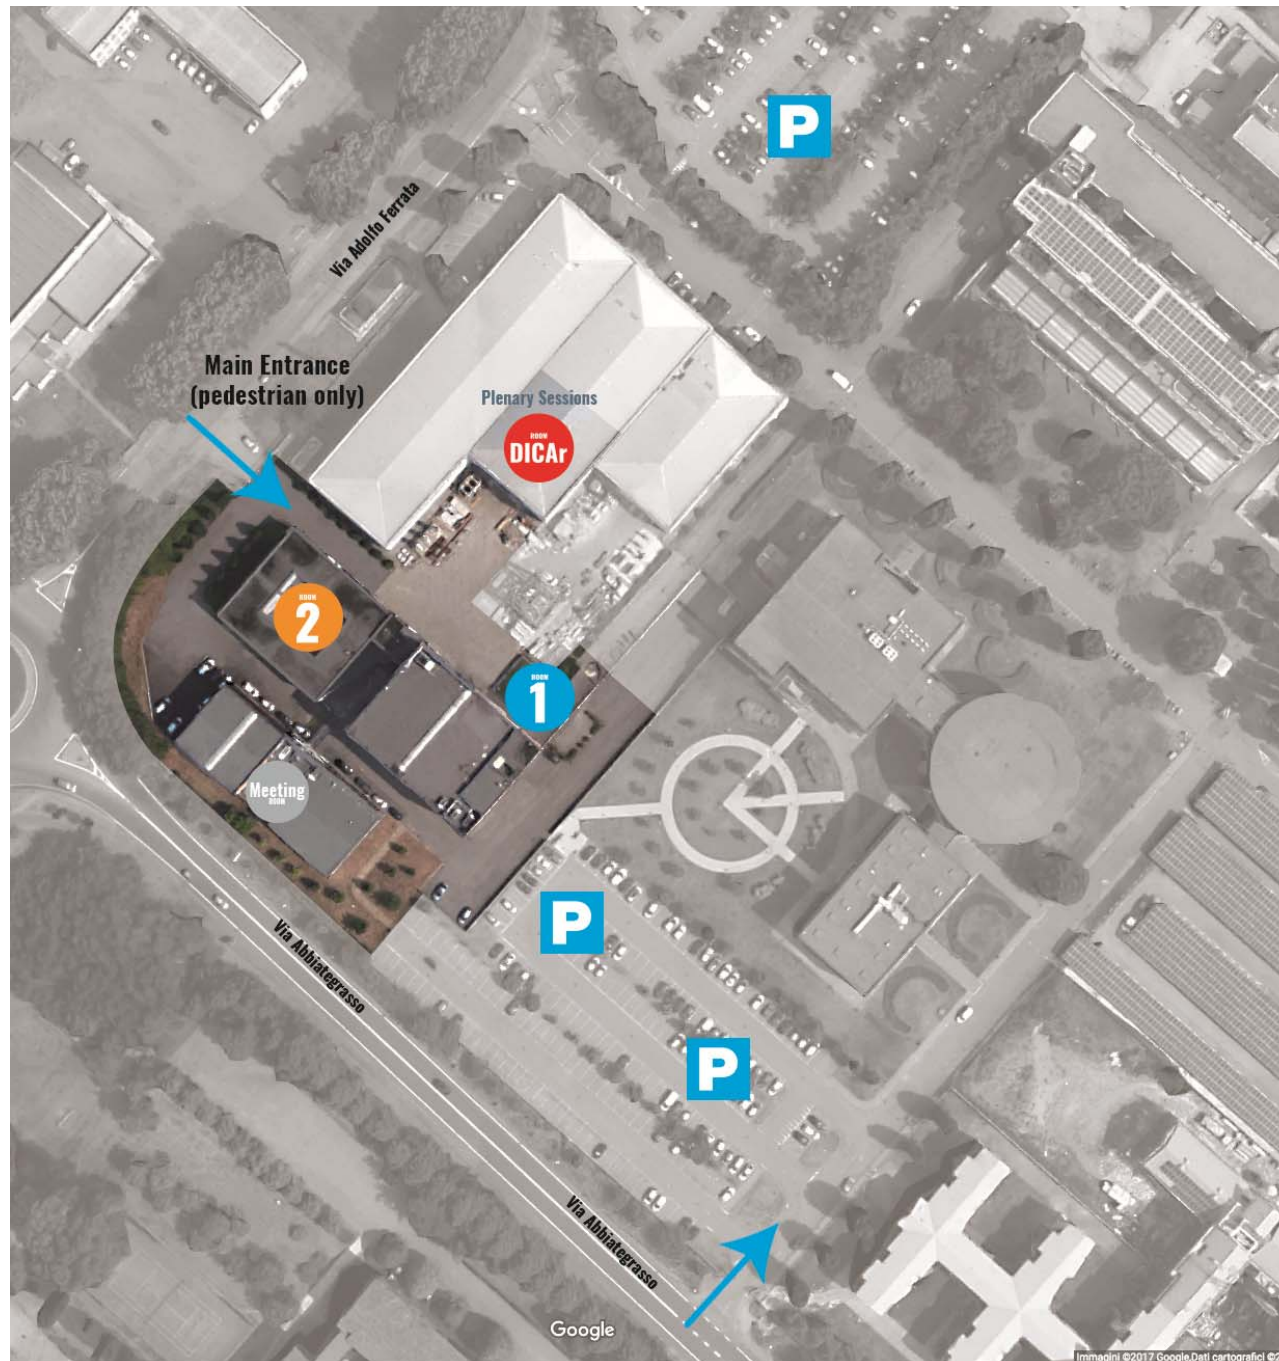 P
Via Adolfo Ferrata
Main Entrance
(pedestrian only)
Plenary Sessions
ROOM
DICAr
ROOM
2
ROOM
1
Meeting
ROOM
P
Via Abbiategrasso
P
Via Abbiategrasso
Google
Immagini ©2017 Google,Dati cartografici ©2